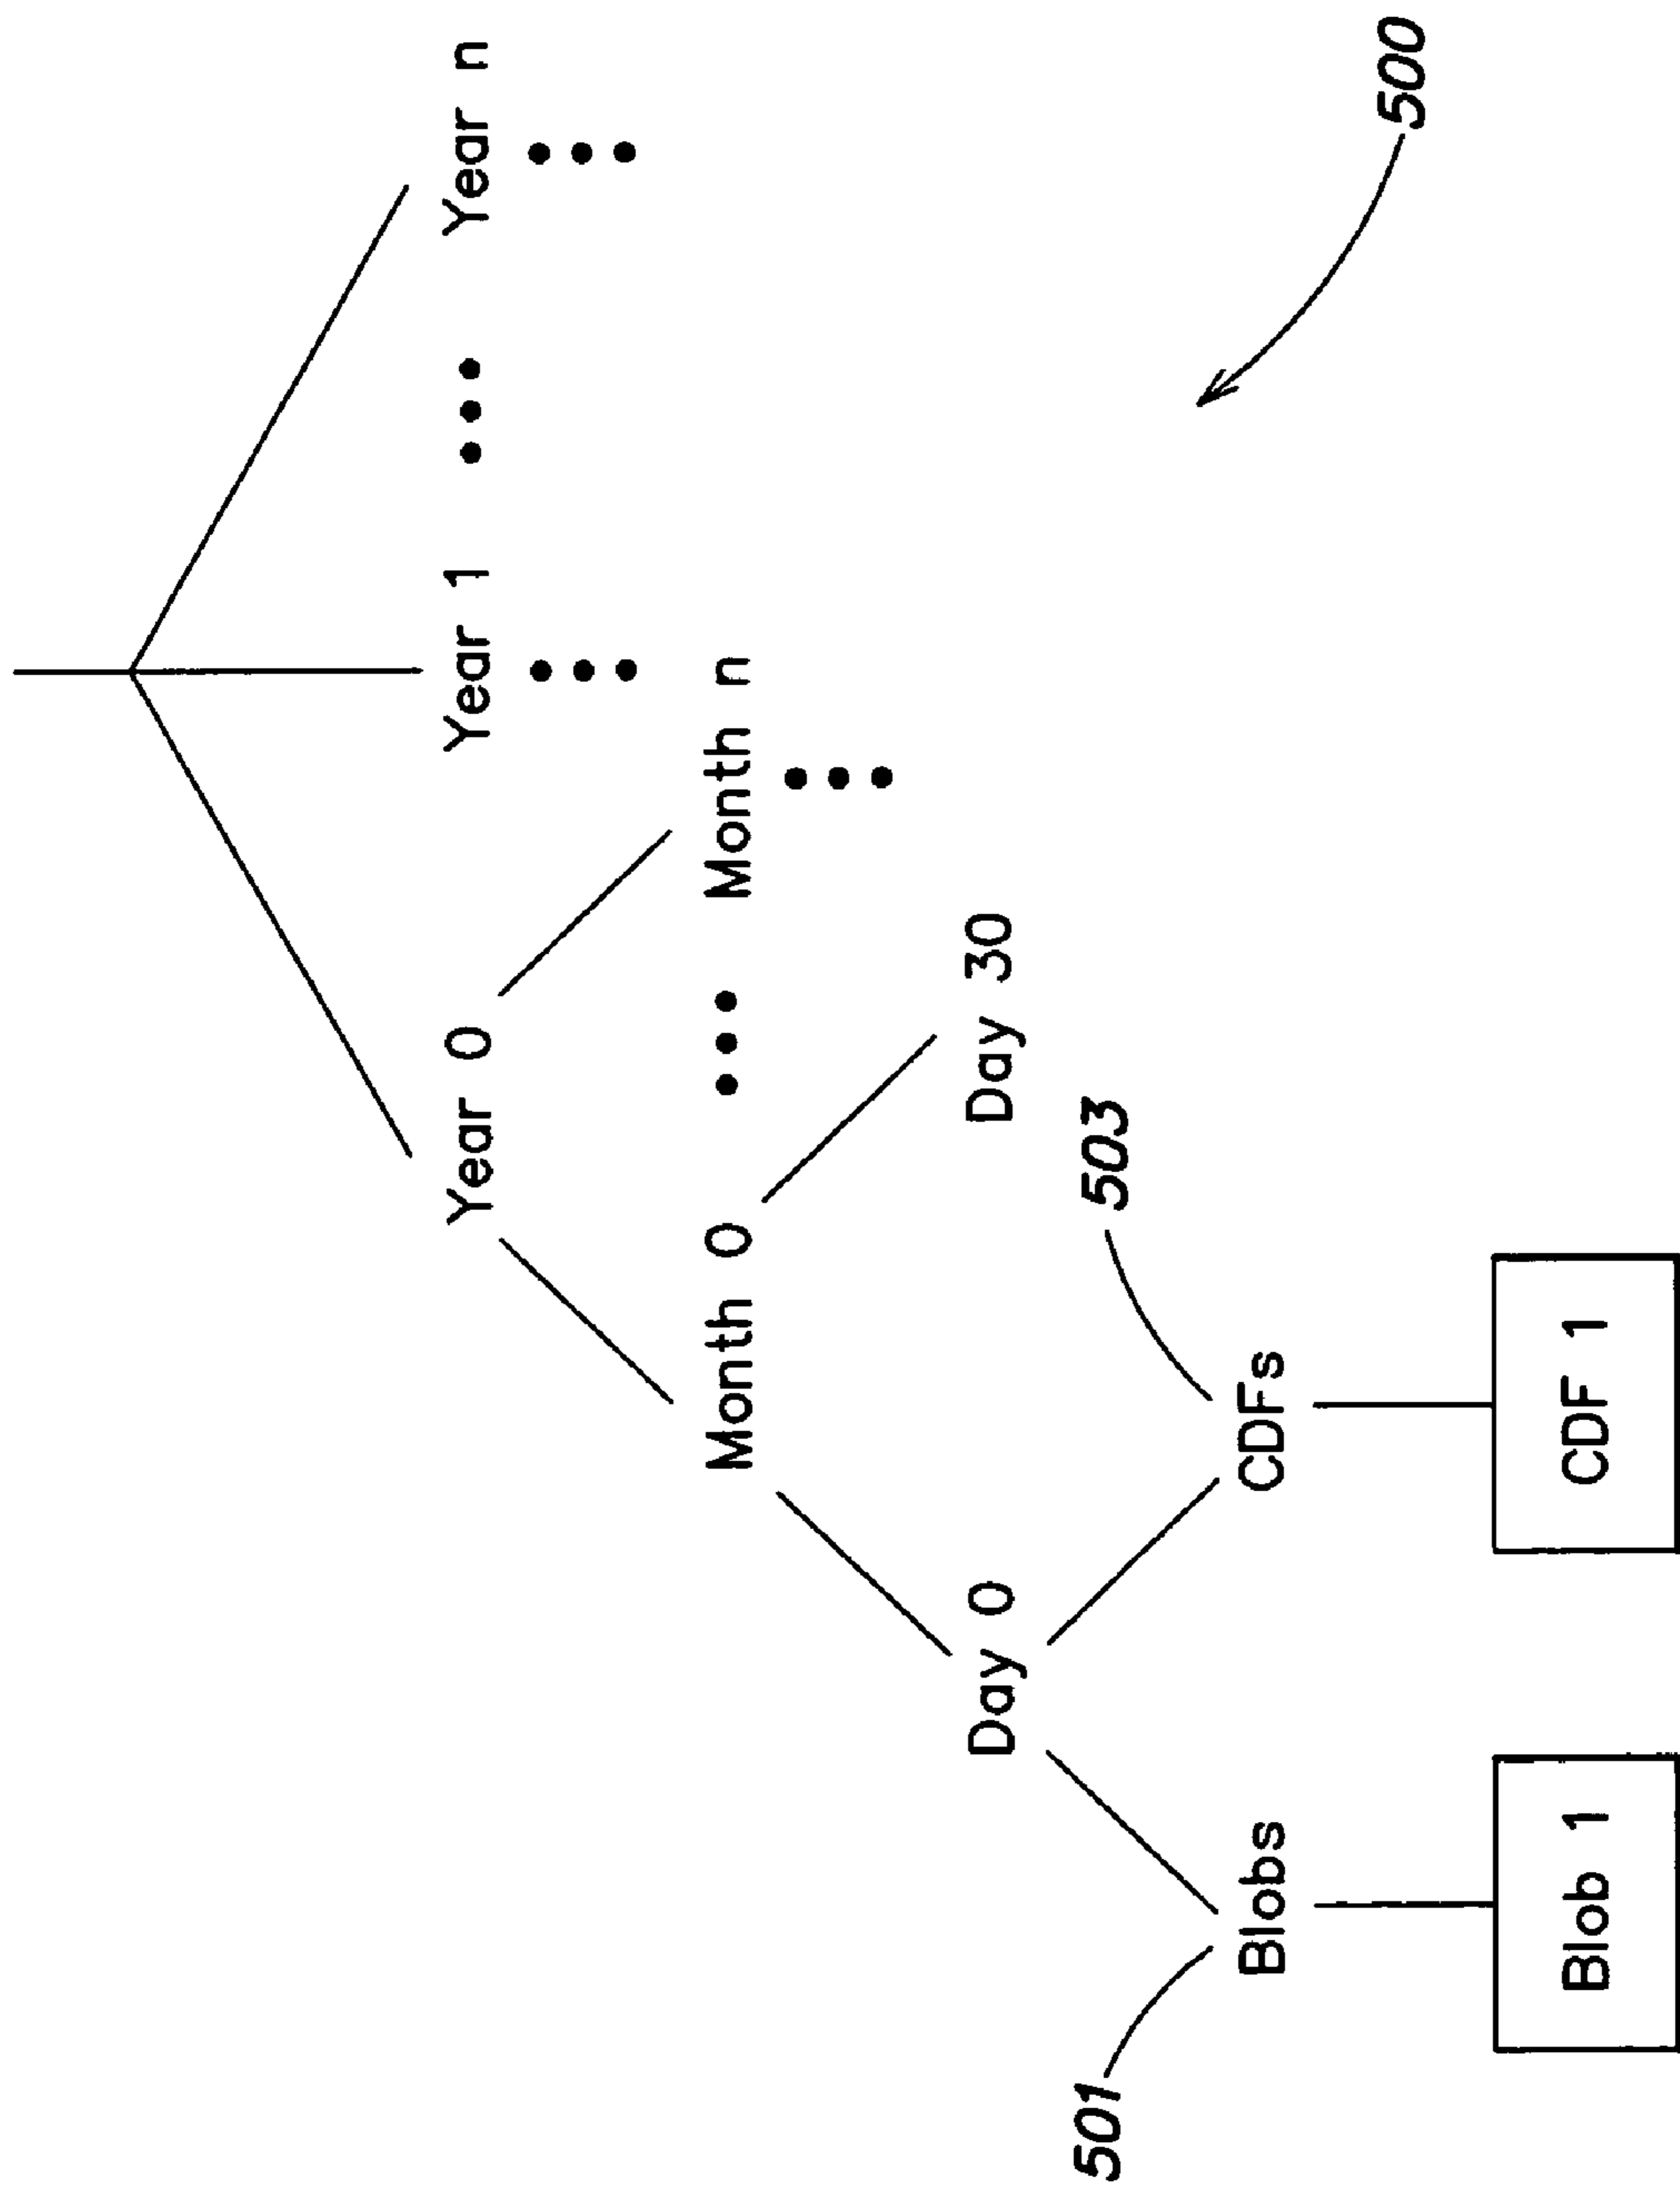 Year 0 Year 1 Year n
Month 0 Month n
Day 0 Day 30
501 503
Blobs CDFs
500
Blob 1 CDF 1